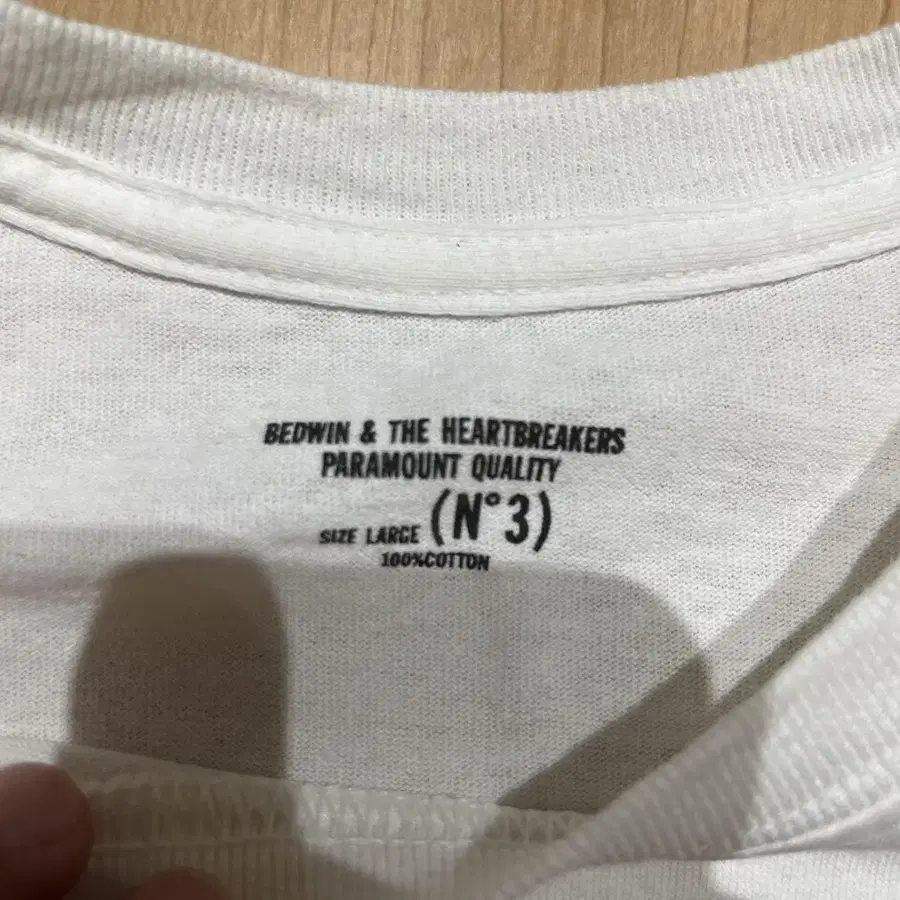 BEDWIN & THE HEARTBREAKERS
PARAMOUNT QUALITY
SIZE LARGE (N°3)
100%COTTON